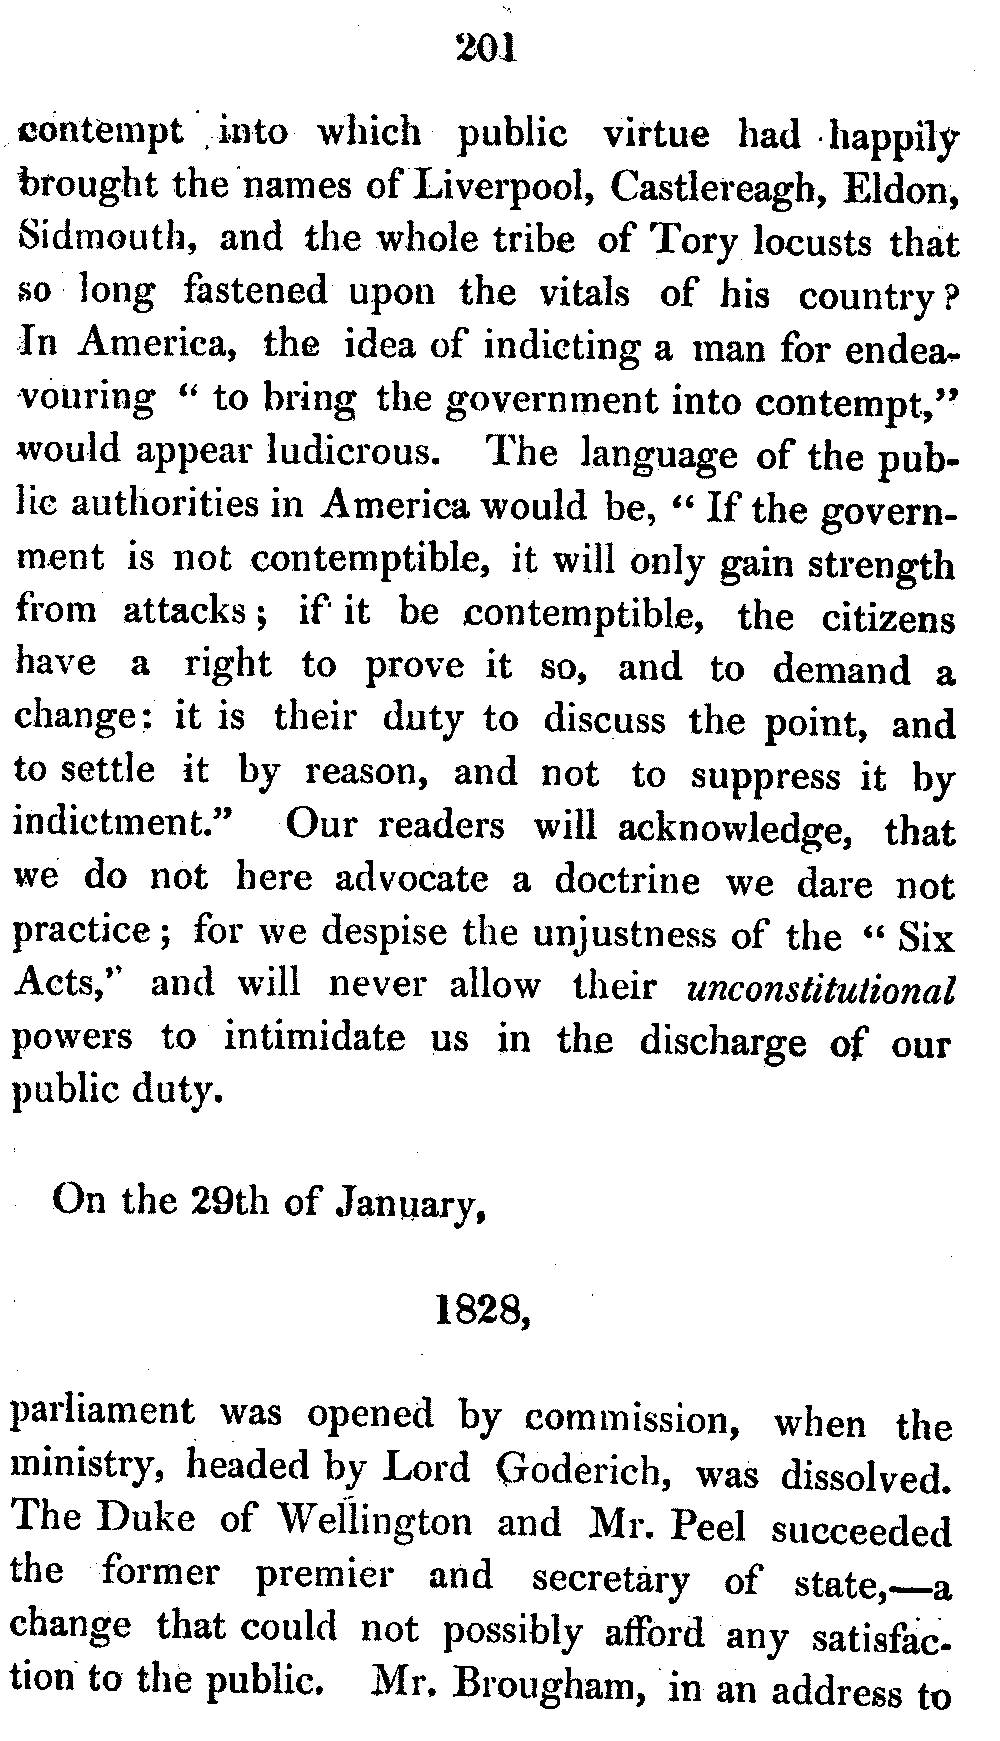 201
contempt into which public virtue had happily
brought the names of Liverpool, Castlereagh, Eldon,
Sidmouth, and the whole tribe of Tory locusts that
so long fastened upon the vitals of his country?
In America, the idea of indicting a man for endea-
vouring “ to bring the government into contempt,”
would appear ludicrous. The language of the pub-
lic authorities in America would be, “ If the govern-
ment is not contemptible, it will only gain strength
from attacks; if it be contemptible, the citizens
have a right to prove it so, and to demand a
change: it is their duty to discuss the point, and
to settle it by reason, and not to suppress it by
indictment.” Our readers will acknowledge, that
we do not here advocate a doctrine we dare not
practice; for we despise the unjustness of the “ Six
Acts,” and will never allow their unconstitutional
powers to intimidate us in the discharge of our
public duty.
On the 29th of January,
1828,
parliament was opened by commission, when the
ministry, headed by Lord Goderich, was dissolved.
The Duke of Wellington and Mr. Peel succeeded
the former premier and secretary of state,—a
change that could not possibly afford any satisfac-
tion to the public. Mr. Brougham, in an address to